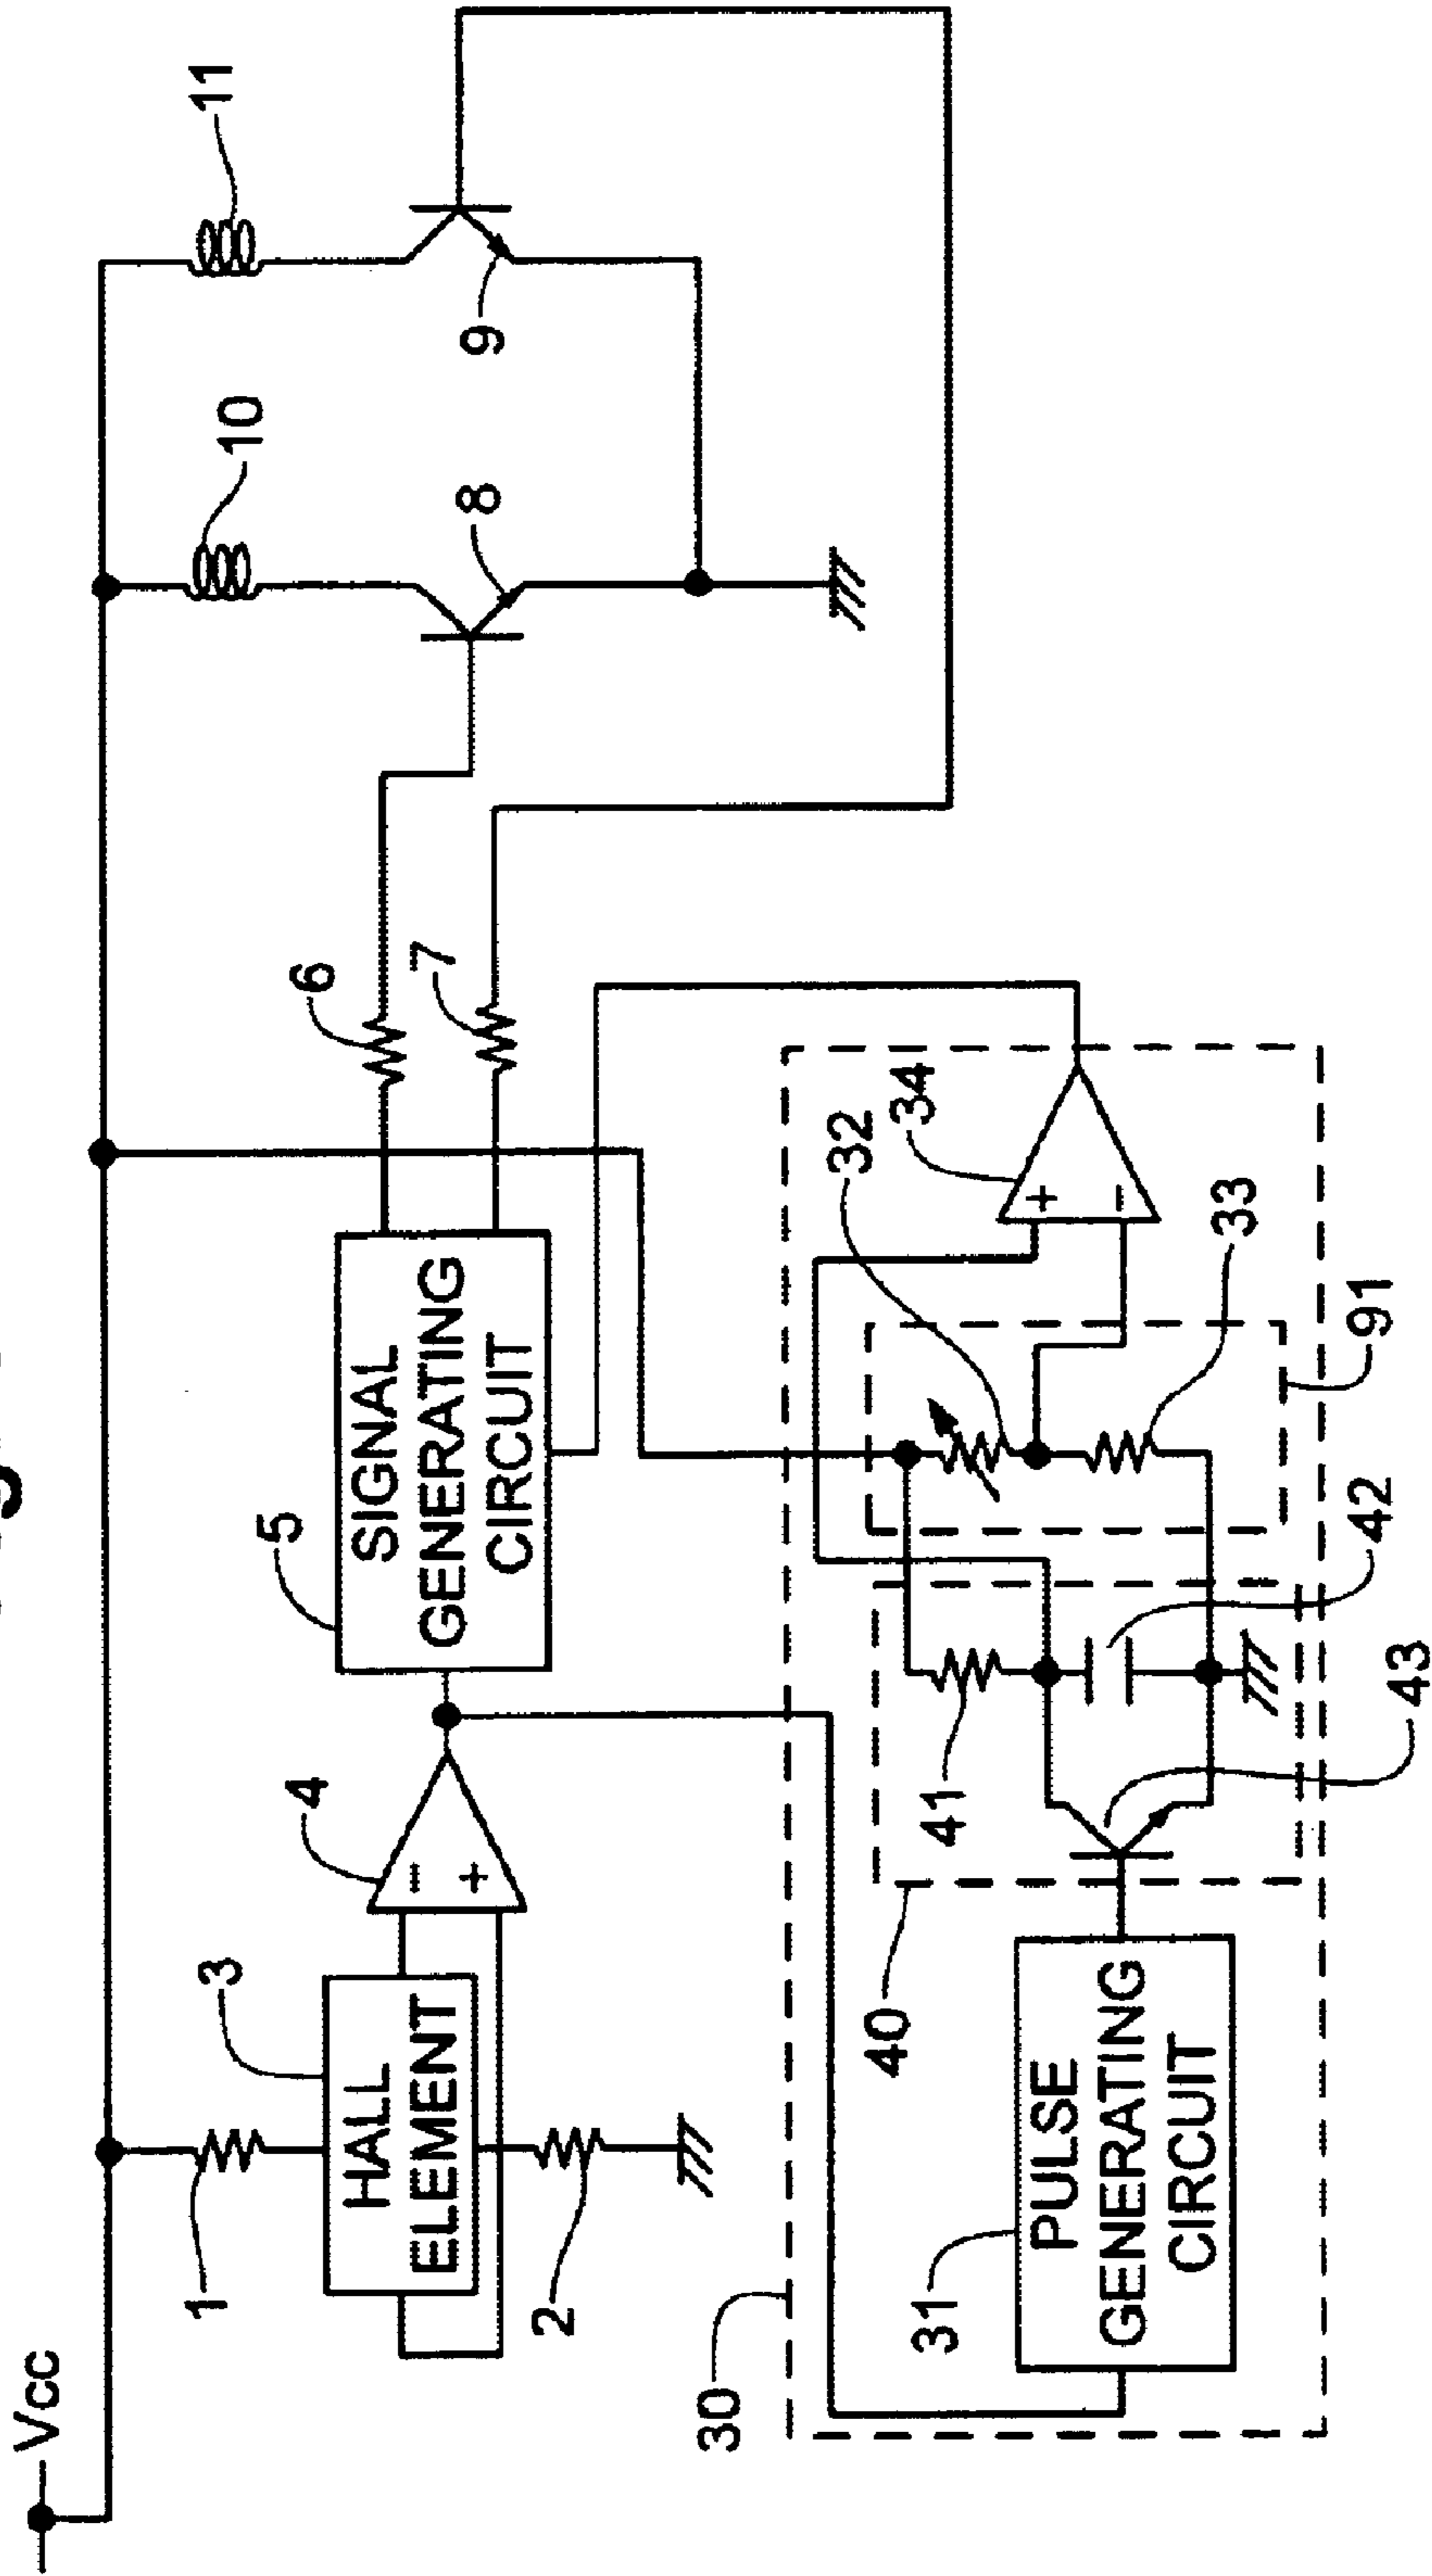 Vcc
1
3
HALL
ELEMENT
2
4
−
+
5
SIGNAL
GENERATING
CIRCUIT
6
7
10
8
11
9
30
31
PULSE
GENERATING
CIRCUIT
40
41
43
42
91
32
33
34
+
−